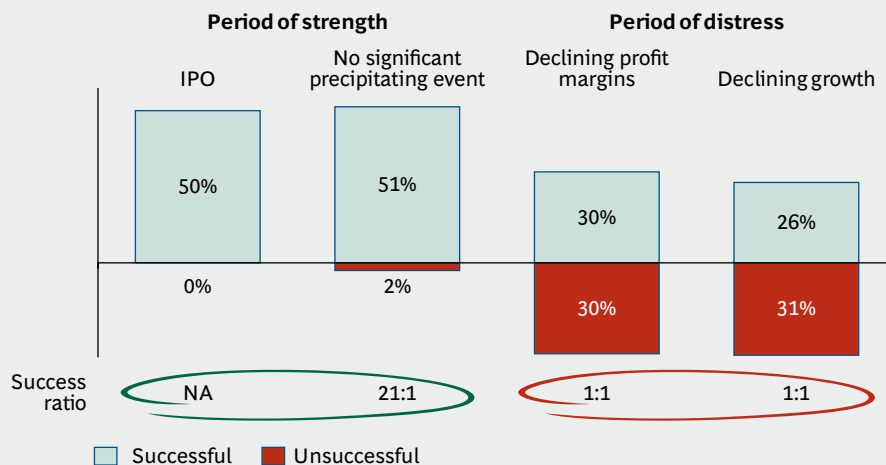 Period of strength
Period of distress
IPO
No significant
precipitating event
Declining profit
margins
Declining growth
50%
51%
30%
26%
0%
2%
30%
31%
Success
ratio
NA
21:1
1:1
1:1
Successful
Unsuccessful